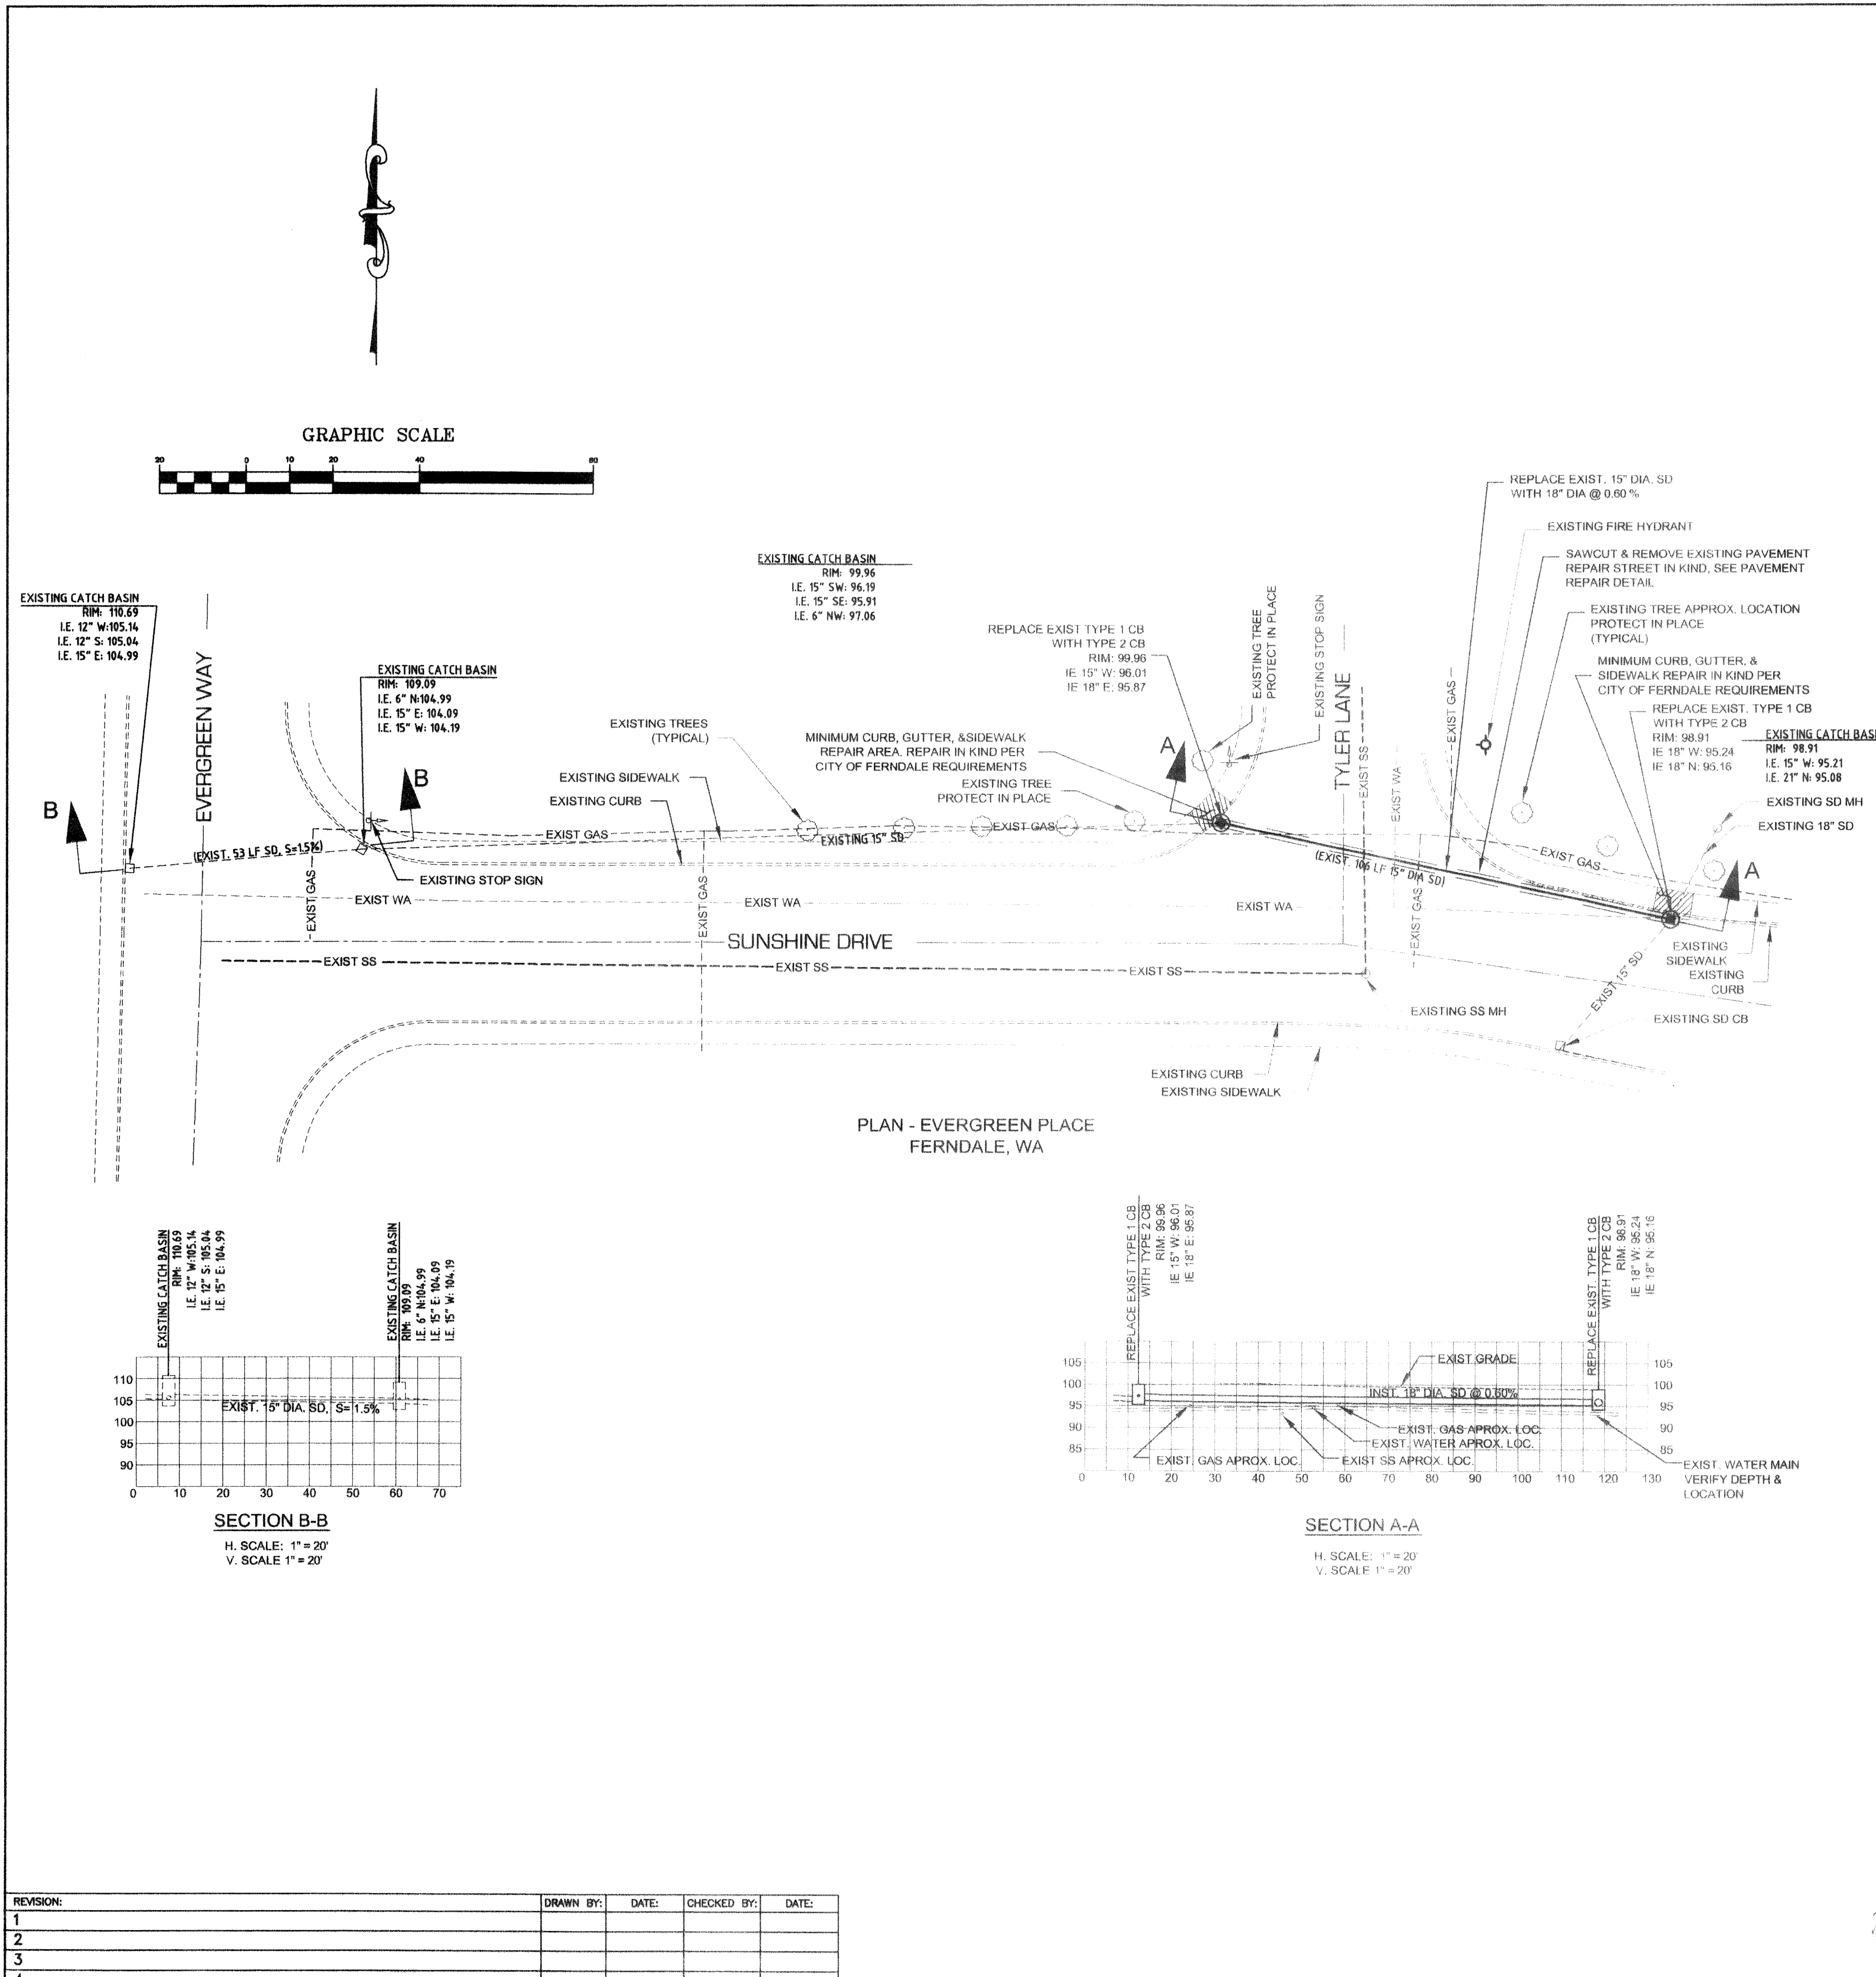 GRAPHIC SCALE
20 0 10 20 40 80
REPLACE EXIST. 15" DIA. SD
WITH 18" DIA @ 0.60 %
EXISTING FIRE HYDRANT
SAWCUT & REMOVE EXISTING PAVEMENT
REPAIR STREET IN KIND, SEE PAVEMENT
REPAIR DETAIL
EXISTING TREE APPROX. LOCATION
PROTECT IN PLACE
(TYPICAL)
MINIMUM CURB, GUTTER, &
SIDEWALK REPAIR IN KIND PER
CITY OF FERNDALE REQUIREMENTS
REPLACE EXIST. TYPE 1 CB
WITH TYPE 2 CB
RIM: 98.91
IE 18" W: 95.24
IE 18" N: 95.16
EXISTING CATCH BAS
RIM: 98.91
I.E. 15" W: 95.21
I.E. 21" N: 95.08
EXISTING SD MH
EXISTING 18" SD
EXISTING CATCH BASIN
RIM: 99.96
I.E. 15" SW: 96.19
I.E. 15" SE: 95.91
I.E. 6" NW: 97.06
EXISTING CATCH BASIN
RIM: 110.69
I.E. 12" W:105.14
I.E. 12" S: 105.04
I.E. 15" E: 104.99
EVERGREEN WAY
EXISTING CATCH BASIN
RIM: 109.09
I.E. 6" N:104.99
I.E. 15" E: 104.09
I.E. 15" W: 104.19
REPLACE EXIST TYPE 1 CB
WITH TYPE 2 CB
RIM: 99.96
IE 15" W: 96.01
IE 18" E: 95.87
EXISTING TREE
PROTECT IN PLACE
EXISTING STOP SIGN
TYLER LANE
EXIST SS
EXIST WA
EXIST GAS
EXISTING TREES
(TYPICAL)
MINIMUM CURB, GUTTER, &SIDEWALK
REPAIR AREA. REPAIR IN KIND PER
CITY OF FERNDALE REQUIREMENTS
EXISTING TREE
PROTECT IN PLACE
EXISTING SIDEWALK
EXISTING CURB
B
B
A
A
EXIST GAS
EXISTING 15" SD
EXIST GAS
EXIST GAS
(EXIST. 53 LF SD, S=1.5%)
(EXIST. 106 LF 15" DIA SD)
EXISTING STOP SIGN
EXIST GAS
EXIST GAS
EXIST GAS
EXIST WA
EXIST WA
EXIST WA
SUNSHINE DRIVE
EXIST SS
EXIST SS
EXIST SS
EXISTING
SIDEWALK
EXISTING
CURB
EXIST 15" SD
EXISTING SS MH
EXISTING SD CB
EXISTING CURB
EXISTING SIDEWALK
PLAN - EVERGREEN PLACE
FERNDALE, WA
EXISTING CATCH BASIN
RIM: 110.69
I.E. 12" W:105.14
I.E. 12" S: 105.04
I.E. 15" E: 104.99
EXISTING CATCH BASIN
RIM: 109.09
I.E. 6" N:104.99
I.E. 15" E: 104.09
I.E. 15" W: 104.19
110
105
100
95
90
EXIST. 15" DIA. SD, S= 1.5%
0 10 20 30 40 50 60 70
SECTION B-B
H. SCALE: 1" = 20'
V. SCALE 1" = 20'
REPLACE EXIST TYPE 1 CB
WITH TYPE 2 CB
RIM: 99.96
IE 15" W: 96.01
IE 18" E: 95.87
REPLACE EXIST. TYPE 1 CB
WITH TYPE 2 CB
RIM: 98.91
IE 18" W: 95.24
IE 18" N: 95.16
105
100
95
90
85
EXIST GRADE
INST. 18" DIA. SD @ 0.60%
EXIST. GAS APROX. LOC.
EXIST. WATER APROX. LOC.
EXIST. GAS APROX. LOC.
EXIST SS APROX. LOC.
105
100
95
90
85
EXIST. WATER MAIN
VERIFY DEPTH &
LOCATION
0 10 20 30 40 50 60 70 80 90 100 110 120 130
SECTION A-A
H. SCALE: 1" = 20'
V. SCALE 1" = 20'
REVISION: DRAWN BY: DATE: CHECKED BY: DATE:
1
2
3